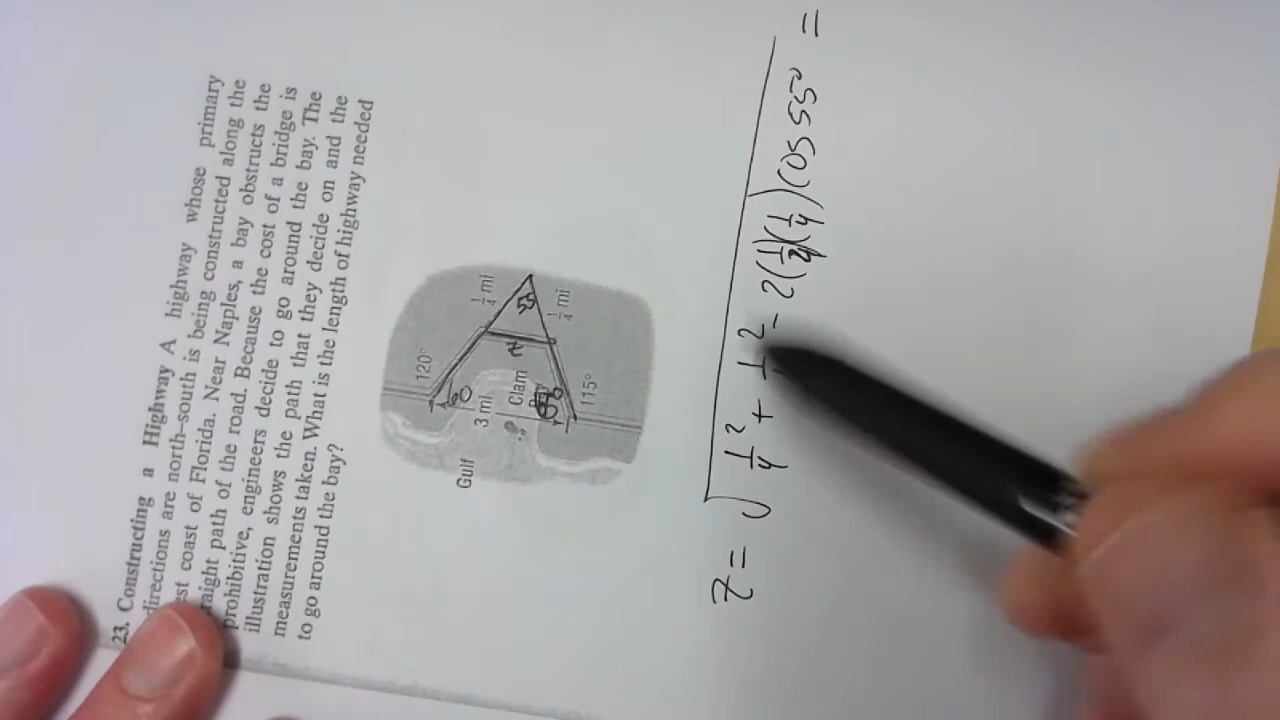 23. Constructing a Highway A highway whose primary
directions are north–south is being constructed along the
est coast of Florida. Near Naples, a bay obstructs the
raight path of the road. Because the cost of a bridge is
prohibitive, engineers decide to go around the bay. The
illustration shows the path that they decide on and the
measurements taken. What is the length of highway needed
to go around the bay?
120°
1/4 mi
60
55
z
Gulf
3 mi
Clam
1/4 mi
115°
z = √(1/4² + 1/4² - 2(1/4)(1/4) cos 55° =